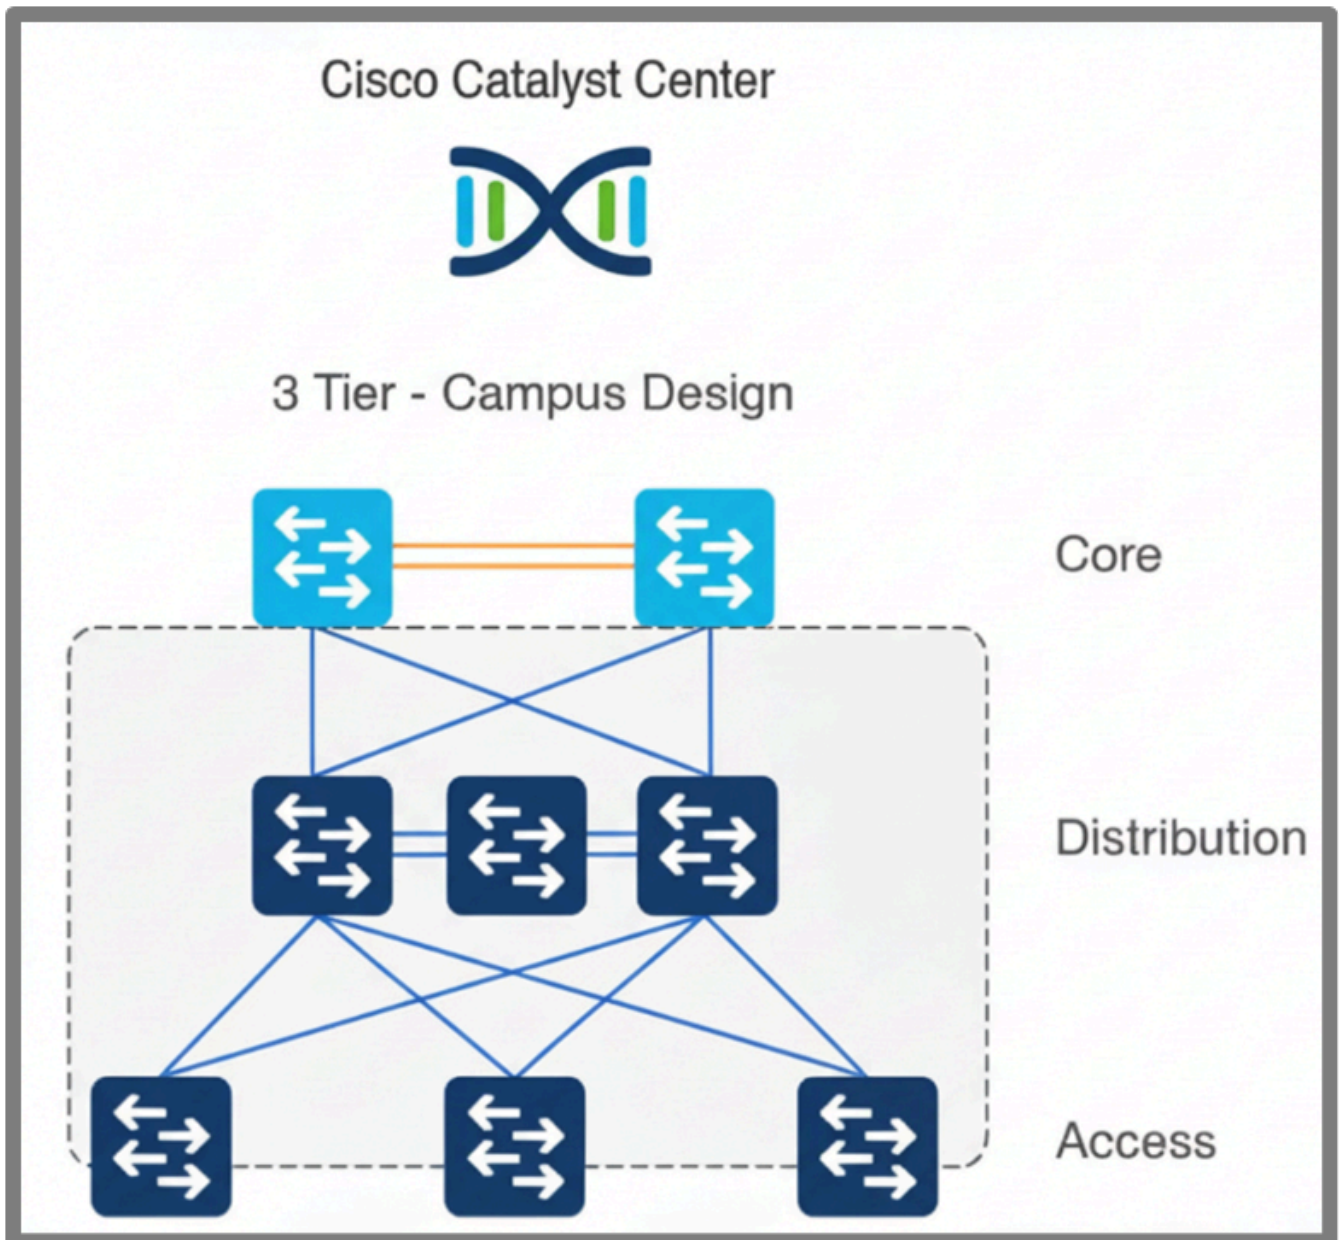 Cisco Catalyst Center
3 Tier - Campus Design
Core
Distribution
Access